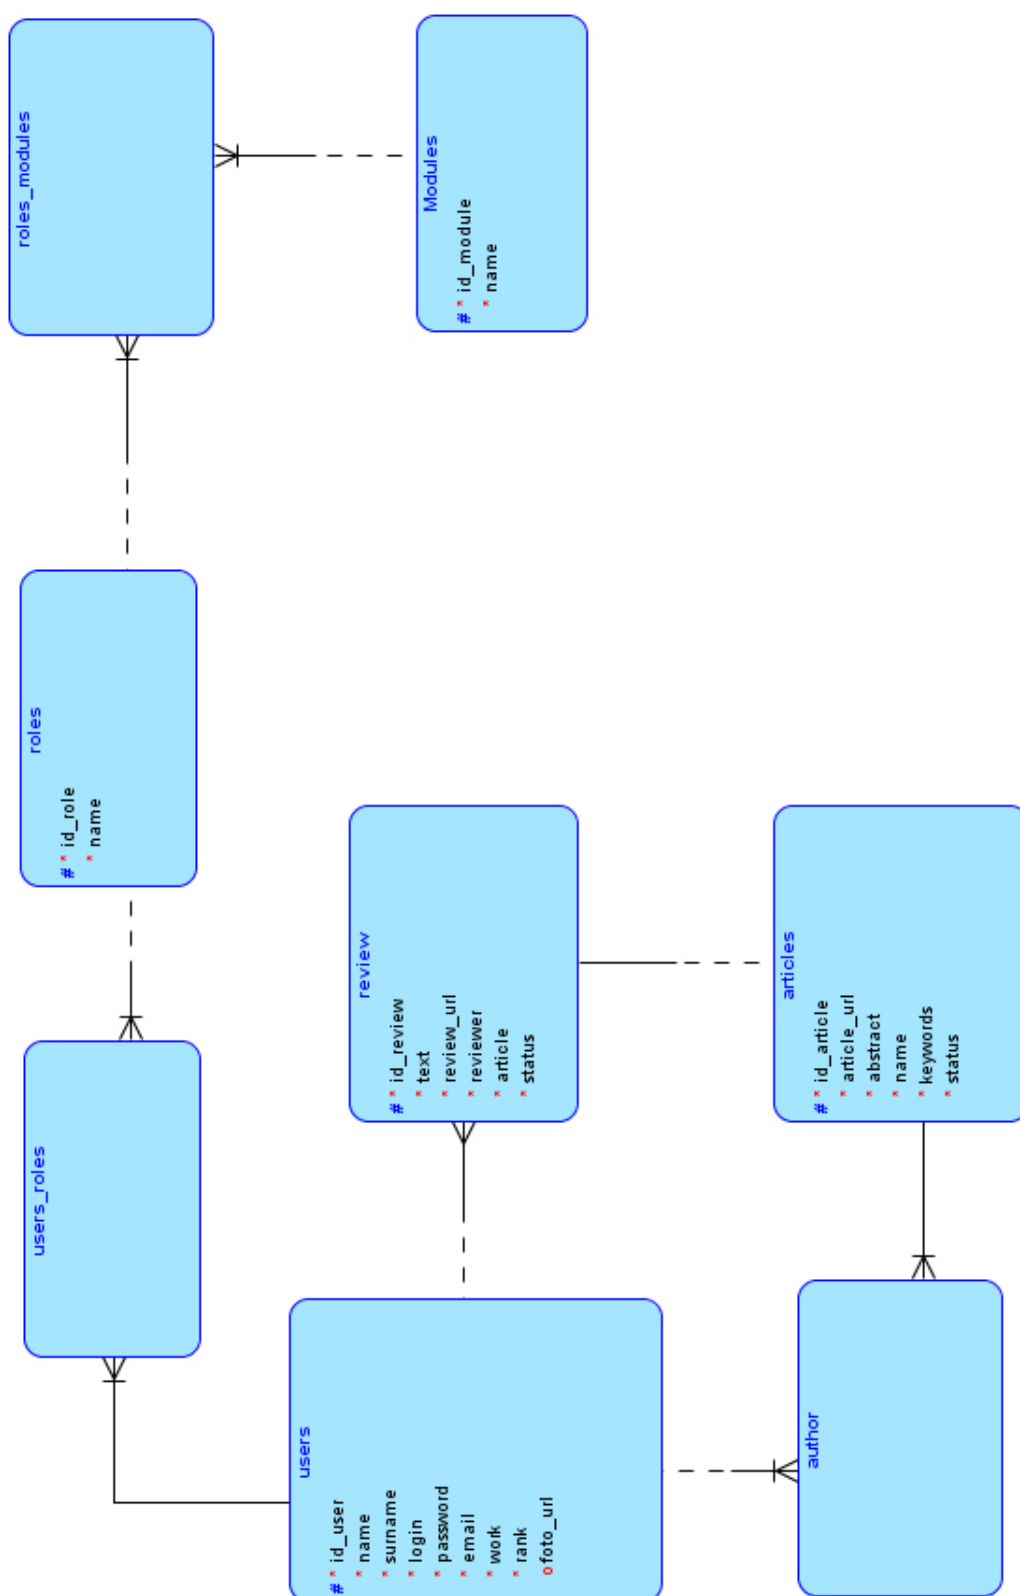 roles_modules
Modules
# * id_module
* name
roles
# * id_role
* name
users_roles
review
# * id_review
* text
* review_url
* reviewer
* article
* status
articles
# * id_article
* article_url
* abstract
* name
* keywords
* status
users
# * id_user
* name
* surname
* login
* password
* email
* work
* rank
o foto_url
author